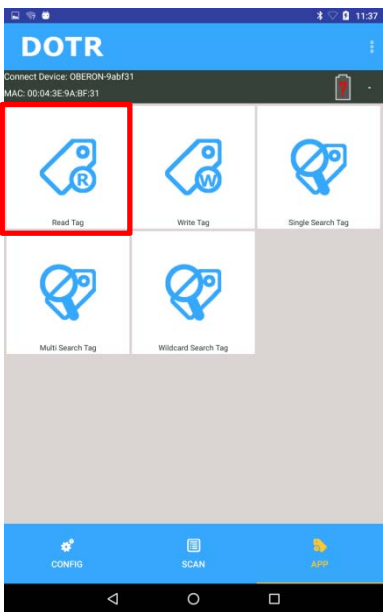 11:37
DOTR
Connect Device: OBERON-9abf31
MAC: 00:04:3E:9A:BF:31
?
-
R
Read Tag
W
Write Tag
Single Search Tag
Multi Search Tag
Wildcard Search Tag
CONFIG
SCAN
APP